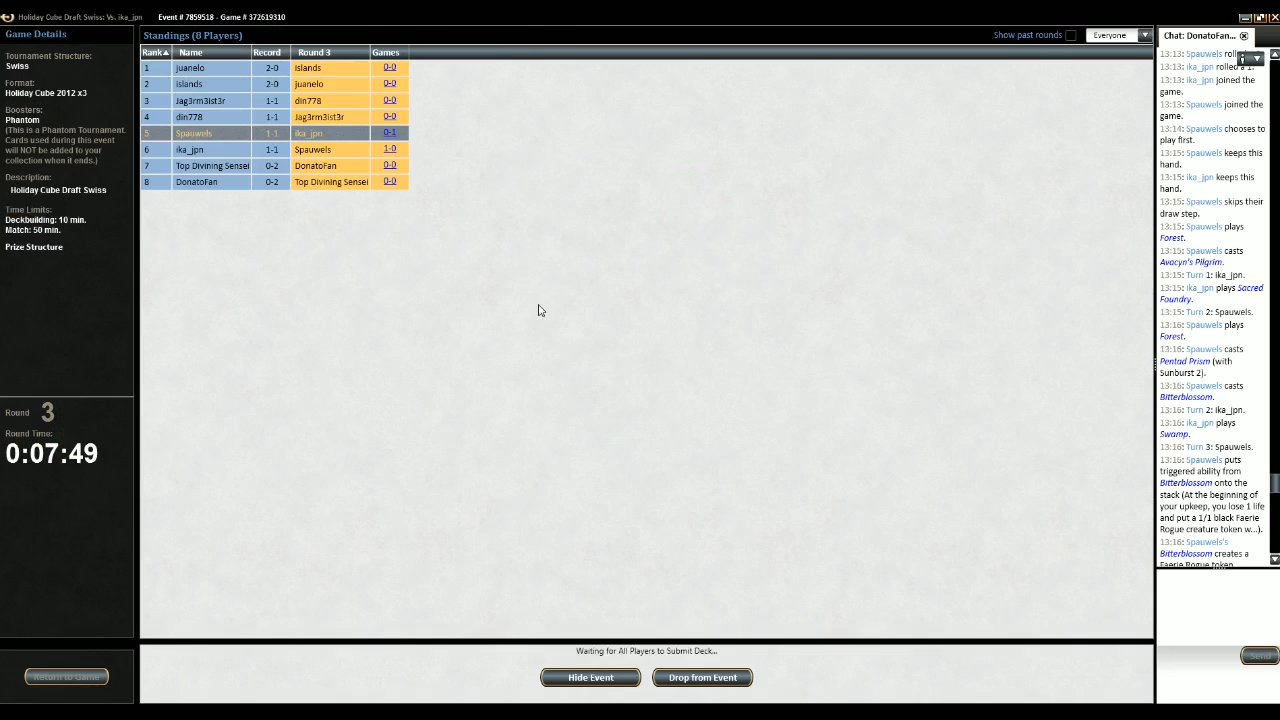 Holiday Cube Draft Swiss: Vs. ika_jpn Event # 7859518 - Game # 372619310
Game Details
Tournament Structure:
Swiss
Format:
Holiday Cube 2012 x3
Boosters:
Phantom
(This is a Phantom Tournament.
Cards used during this event
will NOT be added to your
collection when it ends.)
Description:
Holiday Cube Draft Swiss
Time Limits:
Deckbuilding: 10 min.
Match: 50 min.
Prize Structure
Round 3
Round Time:
0:07:49
Return to Game
Standings (8 Players) Show past rounds Everyone
Rank Name Record Round 3 Games
1 juanelo 2-0 islands 0-0
2 islands 2-0 juanelo 0-0
3 Jag3rm3ist3r 1-1 din778 0-0
4 din778 1-1 Jag3rm3ist3r 0-0
5 Spauwels 1-1 ika_jpn 0-1
6 ika_jpn 1-1 Spauwels 1-0
7 Top Divining Sensei 0-2 DonatoFan 0-0
8 DonatoFan 0-2 Top Divining Sensei 0-0
Waiting for All Players to Submit Deck...
Hide Event Drop from Event
Chat: DonatoFan...
13:13: Spauwels
13:13: ika_jpn rolled a 1.
13:13: ika_jpn joined the
game.
13:13: Spauwels joined the
game.
13:14: Spauwels chooses to
play first.
13:15: Spauwels keeps this
hand.
13:15: ika_jpn keeps this
hand.
13:15: Spauwels skips their
draw step.
13:15: Spauwels plays
Forest.
13:15: Spauwels casts
Avacyn's Pilgrim.
13:15: Turn 1: ika_jpn.
13:15: ika_jpn plays Sacred
Foundry.
13:15: Turn 2: Spauwels.
13:16: Spauwels plays
Forest.
13:16: Spauwels casts
Pentad Prism (with
Sunburst 2).
13:16: Spauwels casts
Bitterblossom.
13:16: Turn 2: ika_jpn.
13:16: ika_jpn plays
Swamp.
13:16: Turn 3: Spauwels.
13:16: Spauwels puts
triggered ability from
Bitterblossom onto the
stack (At the beginning of
your upkeep, you lose 1 life
and put a 1/1 black Faerie
Rogue creature token w...).
13:16: Spauwels's
Bitterblossom creates a
Faerie Rogue token
Send